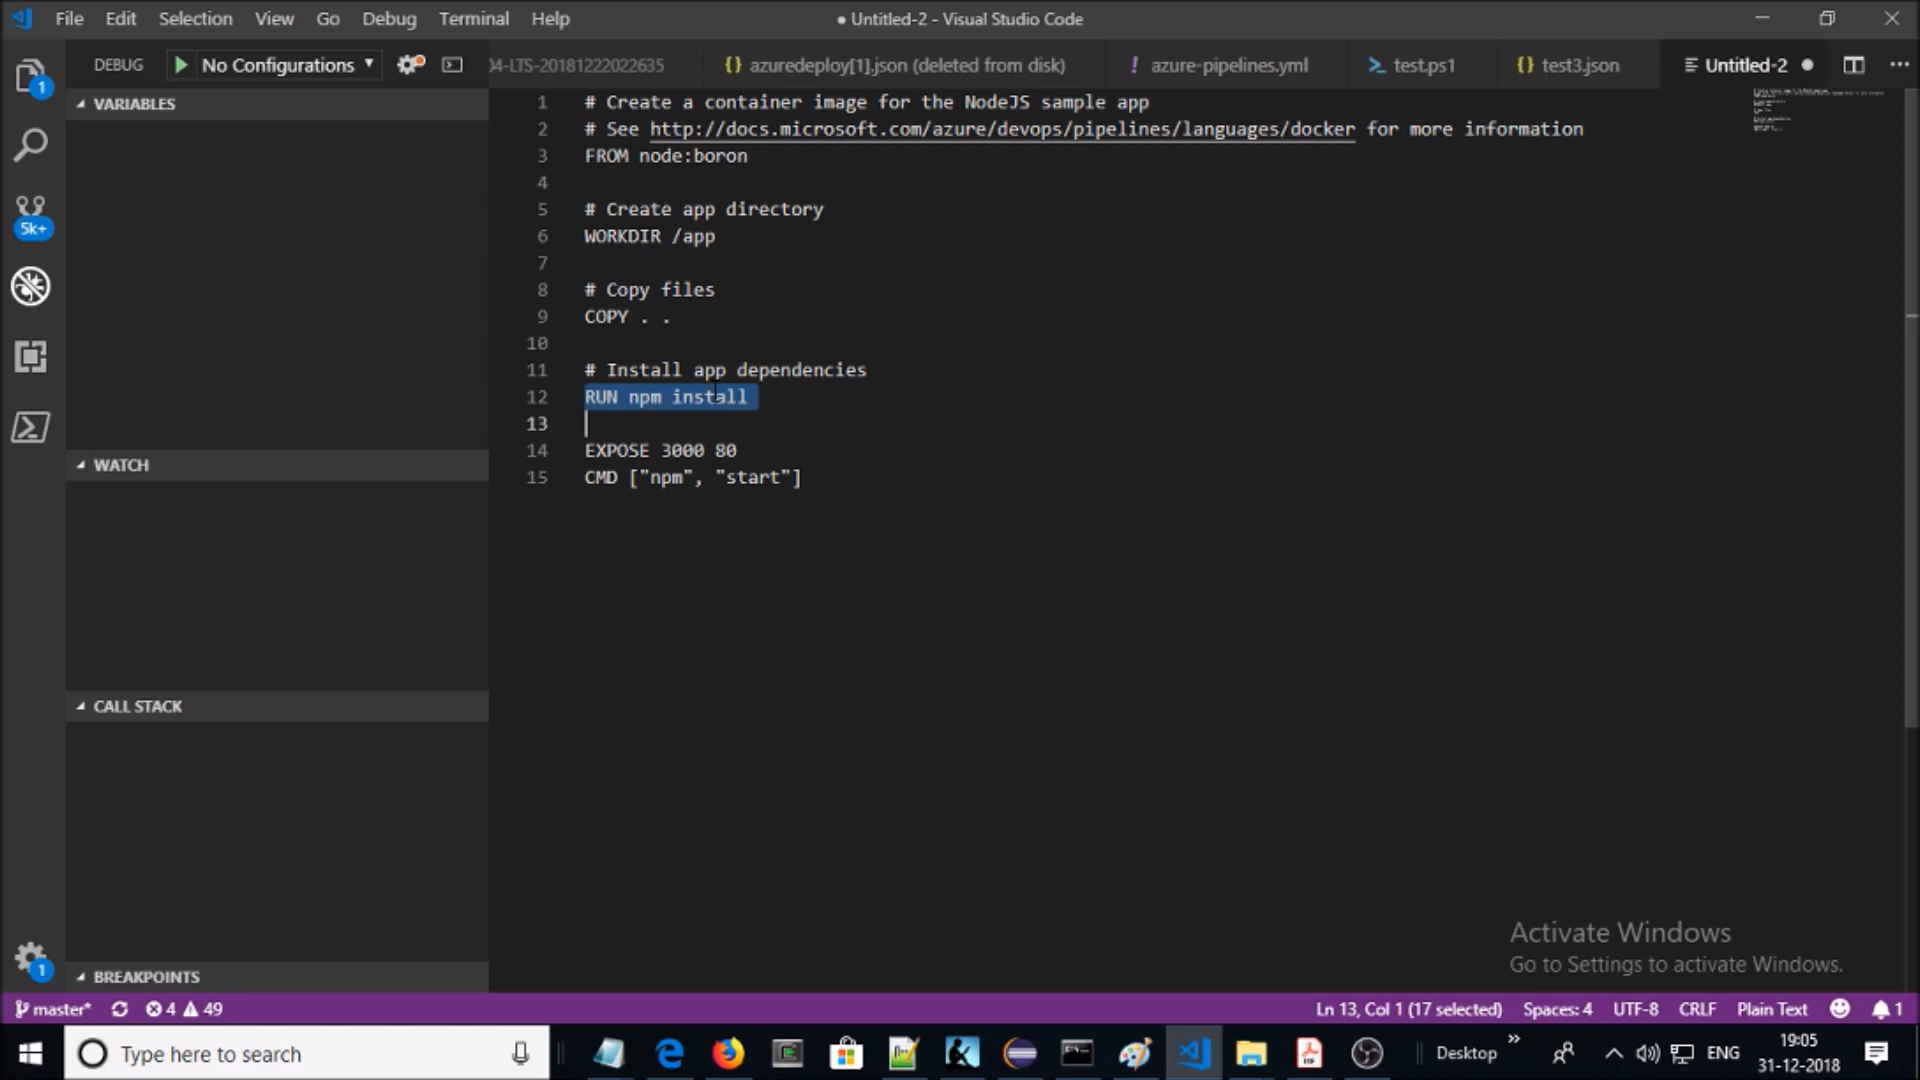 File Edit Selection View Go Debug Terminal Help
● Untitled-2 - Visual Studio Code
DEBUG No Configurations
04-LTS-20181222022635 {} azuredeploy[1].json (deleted from disk) ! azure-pipelines.yml test.ps1 {} test3.json Untitled-2 ● ...
VARIABLES
WATCH
CALL STACK
BREAKPOINTS
1
5k+
1
1 # Create a container image for the NodeJS sample app
2 # See http://docs.microsoft.com/azure/devops/pipelines/languages/docker for more information
3 FROM node:boron
4
5 # Create app directory
6 WORKDIR /app
7
8 # Copy files
9 COPY . .
10
11 # Install app dependencies
12 RUN npm install
13
14 EXPOSE 3000 80
15 CMD ["npm", "start"]
Activate Windows
Go to Settings to activate Windows.
master* 4 49 Ln 13, Col 1 (17 selected) Spaces: 4 UTF-8 CRLF Plain Text 1
Type here to search Desktop » ENG
19:05
31-12-2018